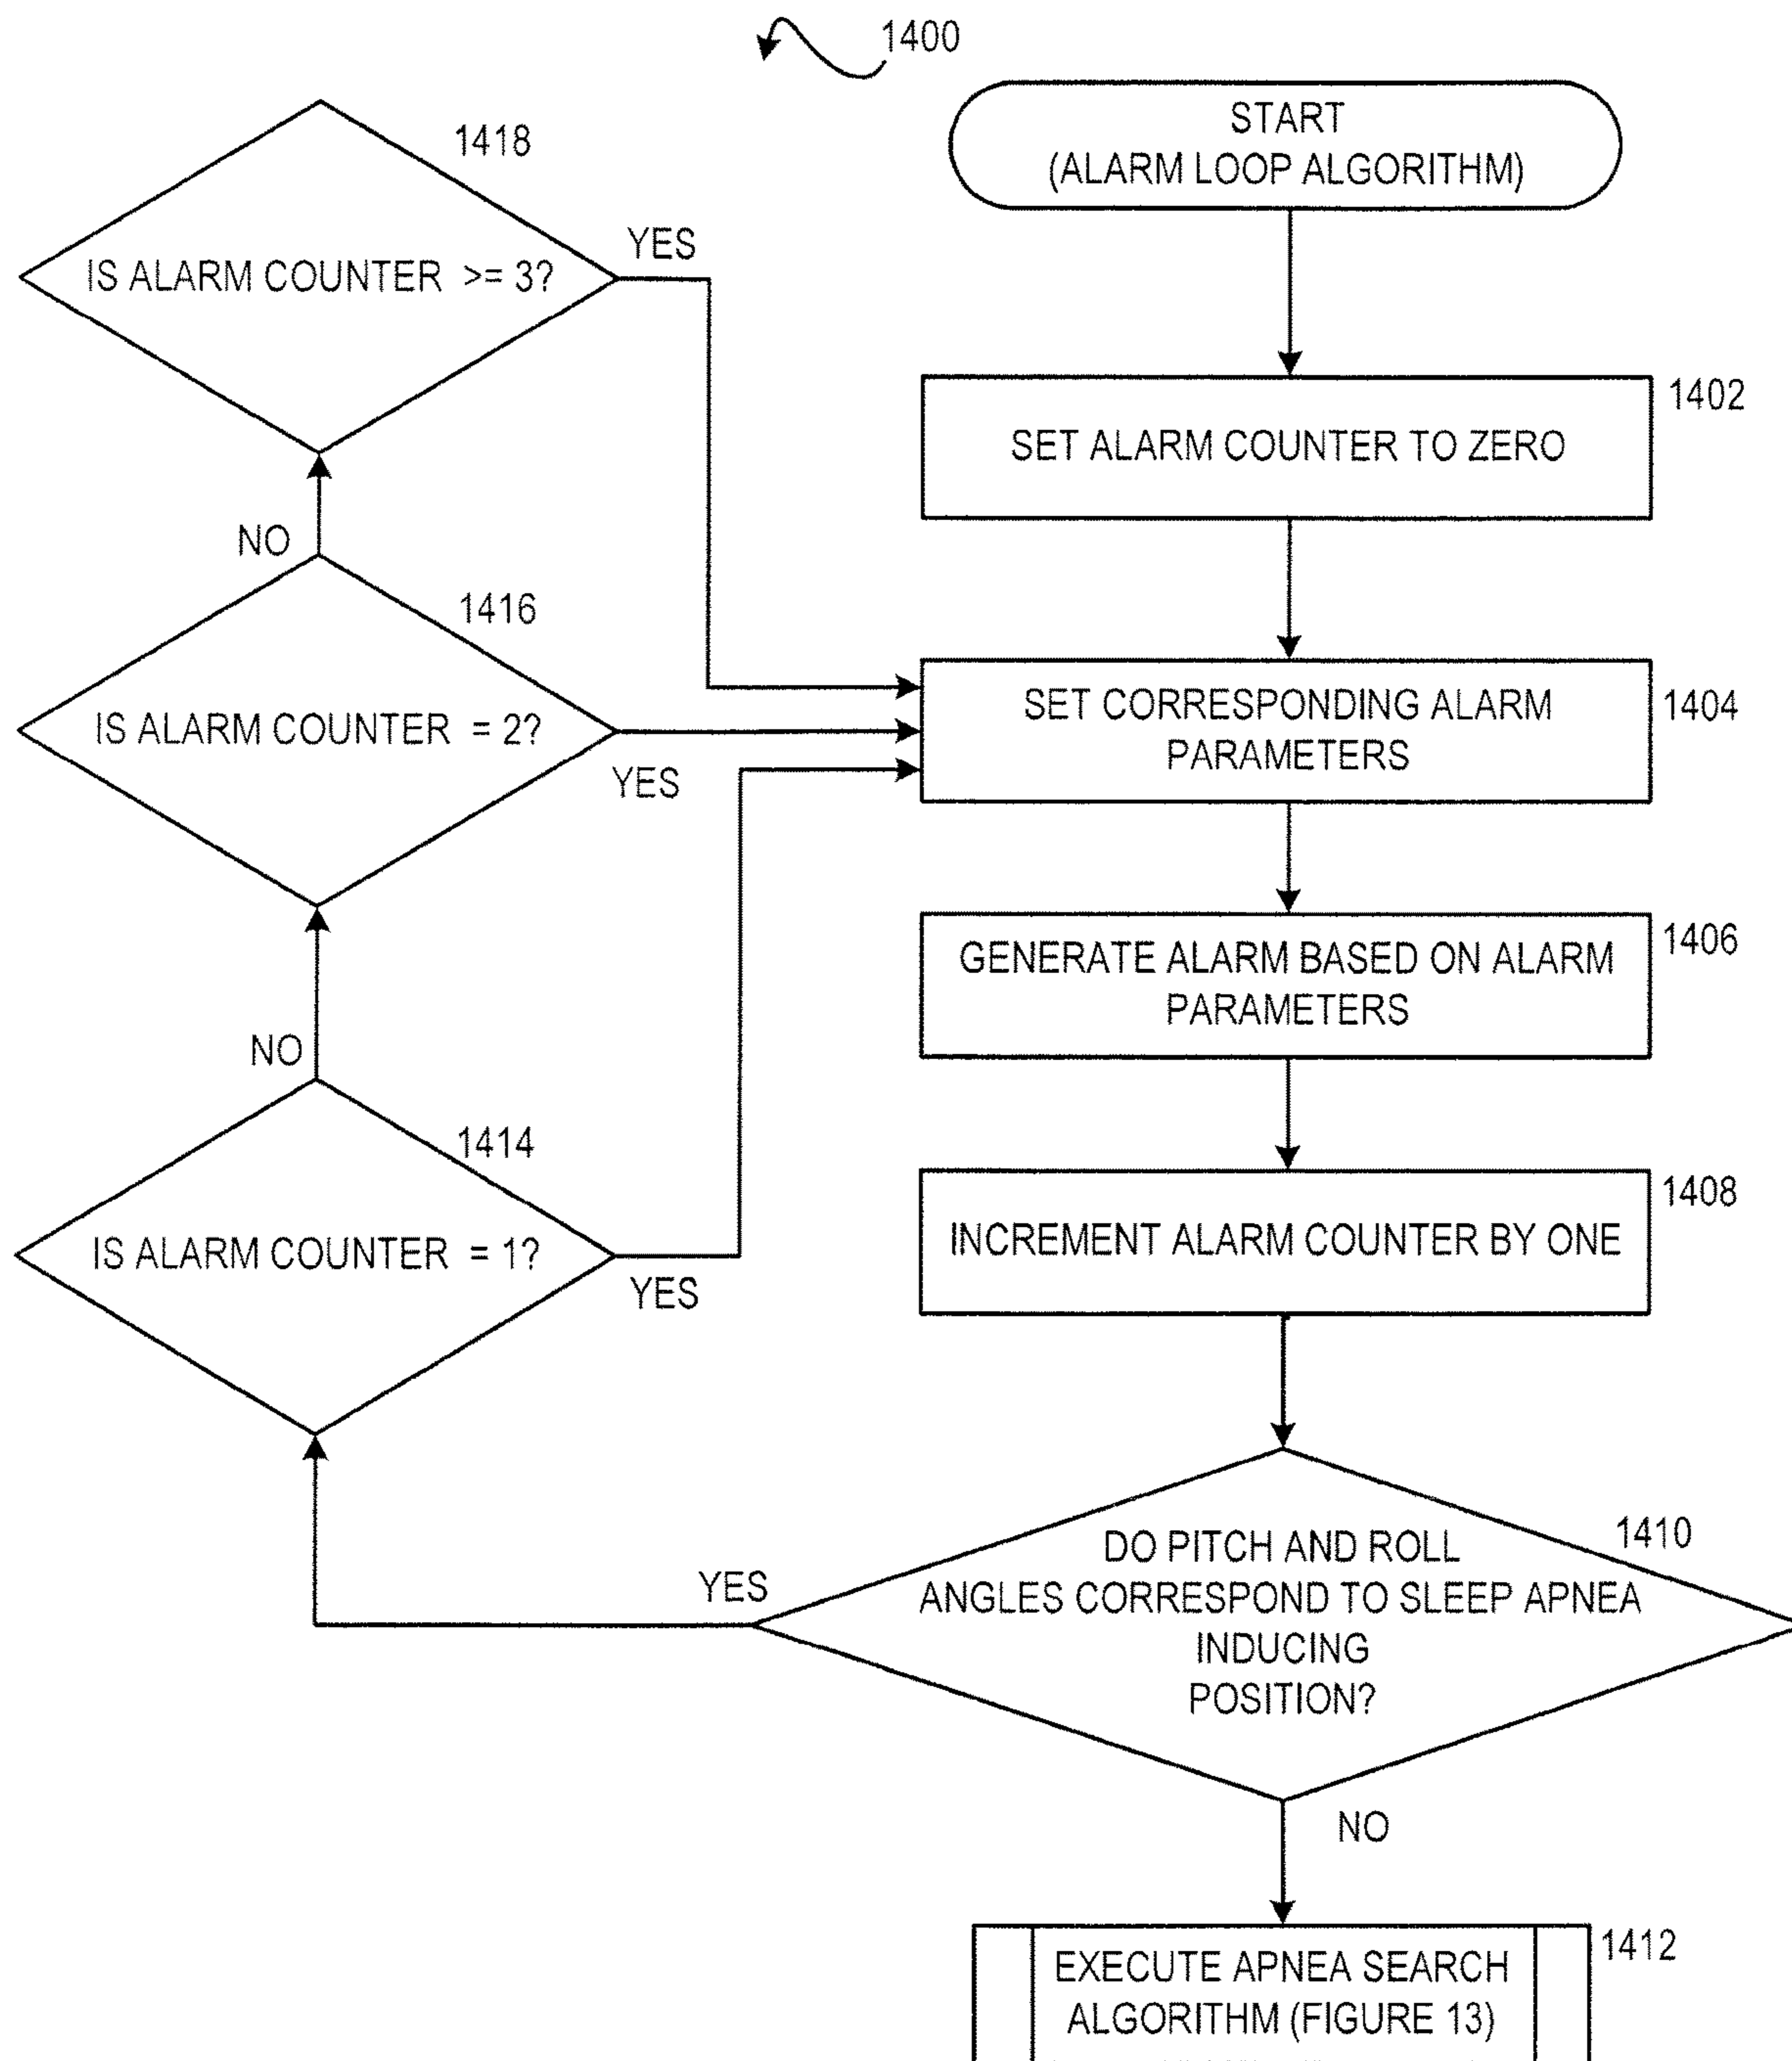 1400
START
(ALARM LOOP ALGORITHM)
1402
SET ALARM COUNTER TO ZERO
1404
SET CORRESPONDING ALARM
PARAMETERS
1406
GENERATE ALARM BASED ON ALARM
PARAMETERS
1408
INCREMENT ALARM COUNTER BY ONE
1410
DO PITCH AND ROLL
ANGLES CORRESPOND TO SLEEP APNEA
INDUCING
POSITION?
YES
NO
1412
EXECUTE APNEA SEARCH
ALGORITHM (FIGURE 13)
1414
IS ALARM COUNTER = 1?
YES
NO
1416
IS ALARM COUNTER = 2?
YES
NO
1418
IS ALARM COUNTER >= 3?
YES